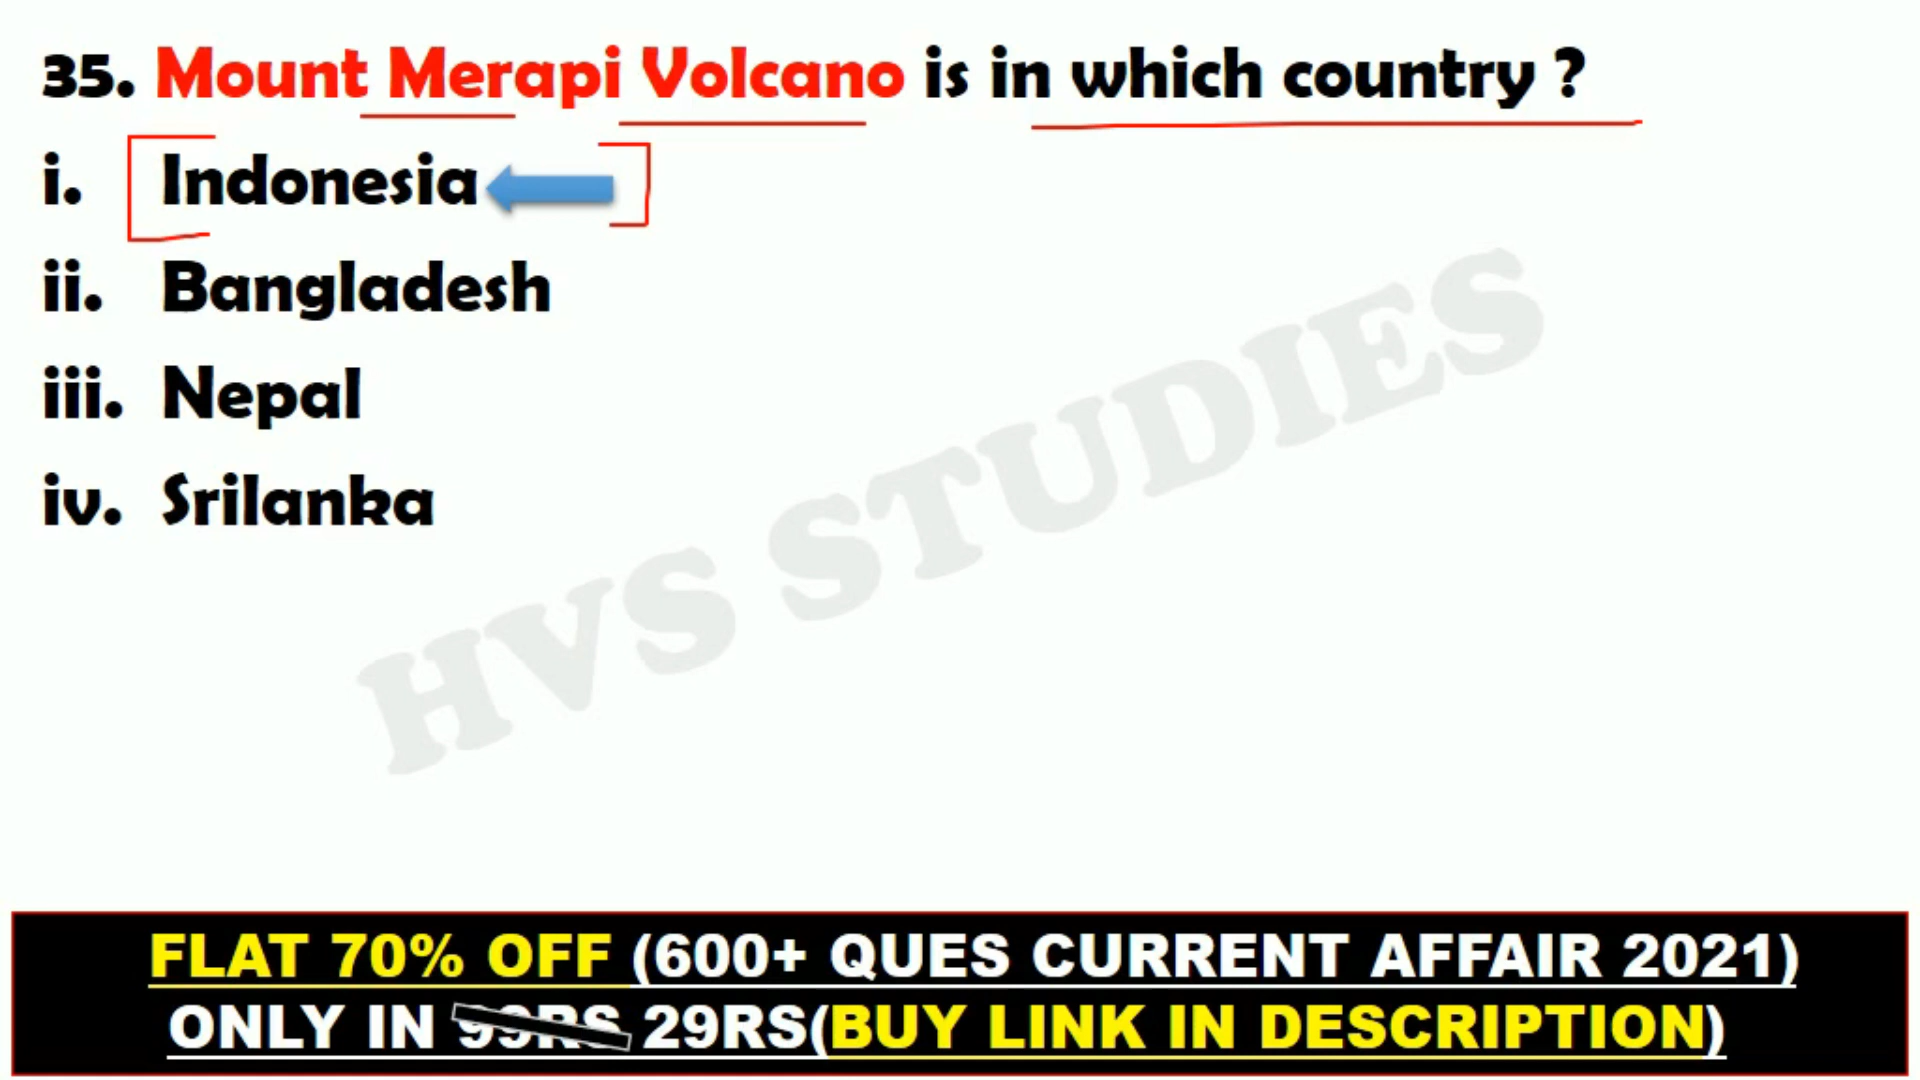 35. Mount Merapi Volcano is in which country ?
i. Indonesia
ii. Bangladesh
iii. Nepal
iv. Srilanka
HVS STUDIES
FLAT 70% OFF (600+ QUES CURRENT AFFAIR 2021)
ONLY IN 99RS 29RS(BUY LINK IN DESCRIPTION)